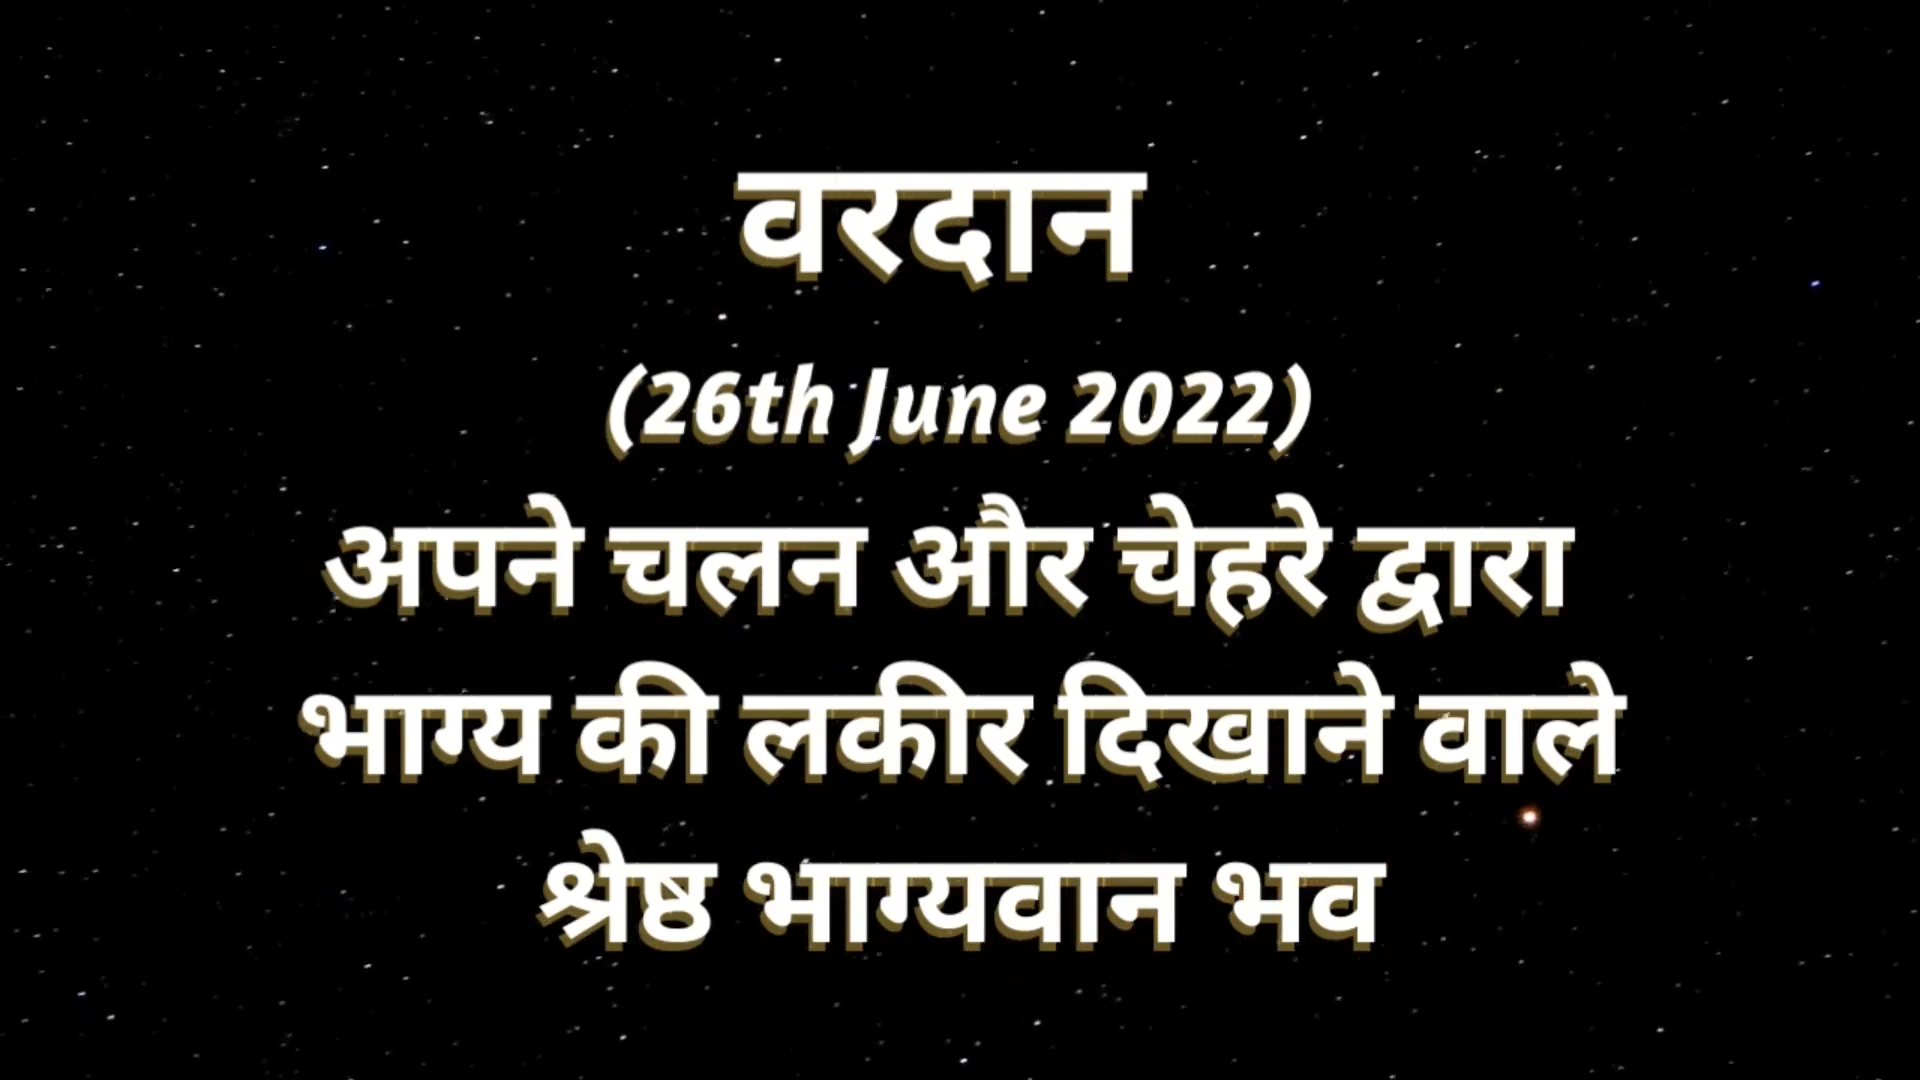 वरदान
(26th June 2022)
अपने चलन और चेहरे द्वारा
भाग्य की लकीर दिखाने वाले
श्रेष्ठ भाग्यवान भव